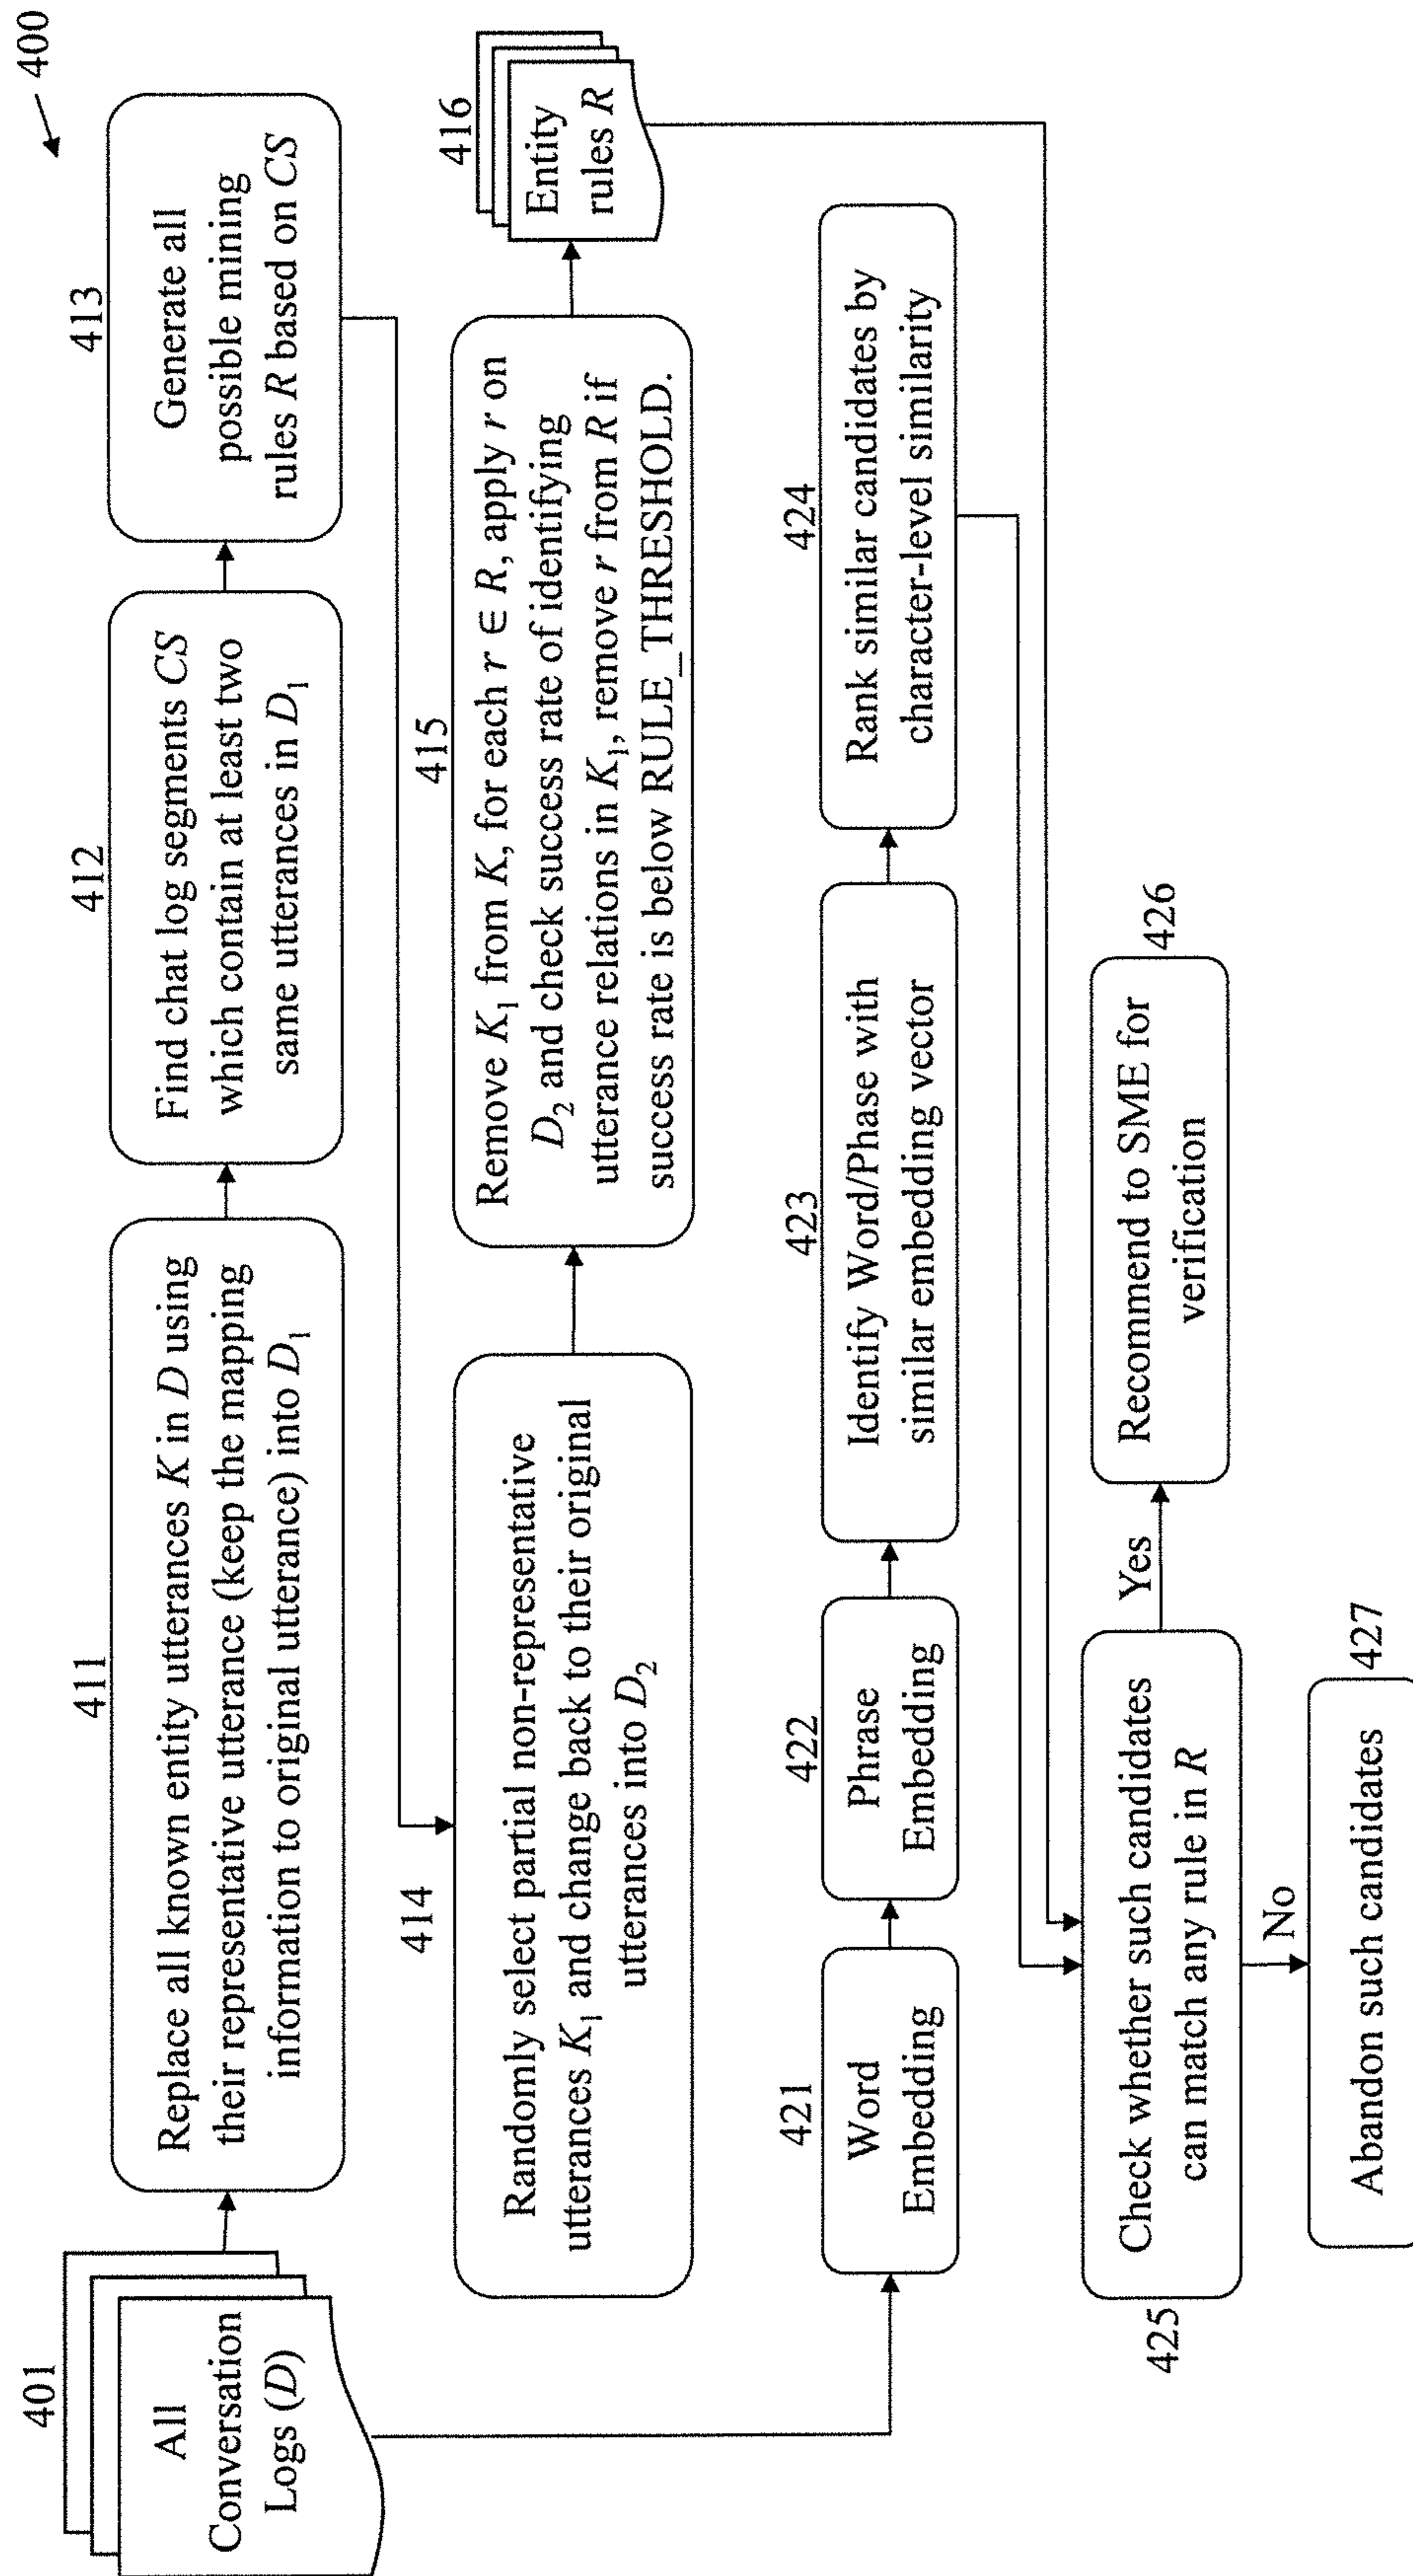 400
401
All
Conversation
Logs (D)
411
Replace all known entity utterances K in D using
their representative utterance (keep the mapping
information to original utterance) into D₁
412
Find chat log segments CS
which contain at least two
same utterances in D₁
413
Generate all
possible mining
rules R based on CS
414
Randomly select partial non-representative
utterances K₁ and change back to their original
utterances into D₂
415
Remove K₁ from K, for each r ∈ R, apply r on
D₂ and check success rate of identifying
utterance relations in K₁, remove r from R if
success rate is below RULE_THRESHOLD.
416
Entity
rules R
421
Word
Embedding
422
Phrase
Embedding
423
Identify Word/Phase with
similar embedding vector
424
Rank similar candidates by
character-level similarity
425
Check whether such candidates
can match any rule in R
Yes
Recommend to SME for
verification
426
No
Abandon such candidates
427